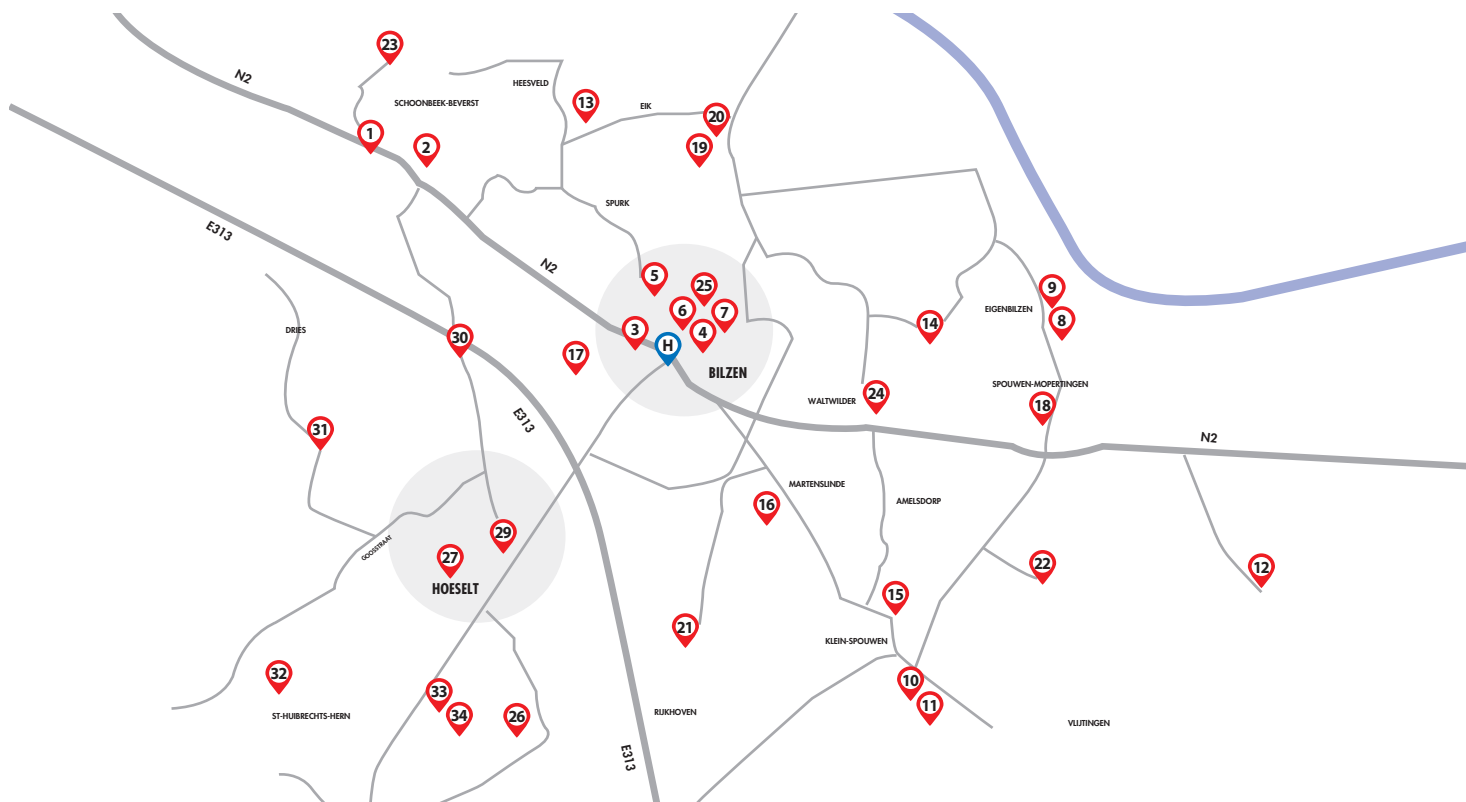 23
N2
HEESVELD
SCHOONBEEK-BEVERST
13
EIK
20
1
2
19
E313
SPURK
N2
5
25
9
6
7
EIGENBILZEN
8
14
DRIES
30
3
4
H
17
BILZEN
SPOUWEN-MOPERTINGEN
24
WALTWILDER
18
E313
31
N2
MARTENSLINDE
16
AMELSDORP
29
GOOSSTRAAT
27
22
12
HOESELT
15
21
KLEIN-SPOUWEN
32
10
33
11
ST-HUIBRECHTS-HERN
34
26
RIJKHOVEN
VLIJTINGEN
E313